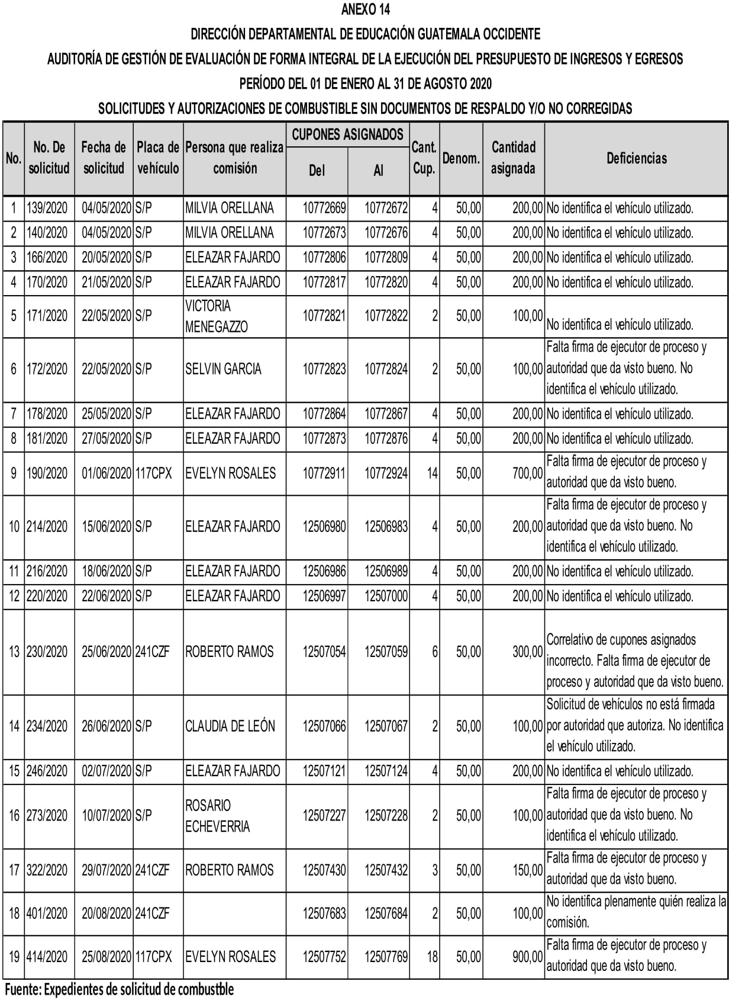 ANEXO 14
DIRECCIÓN DEPARTAMENTAL DE EDUCACIÓN GUATEMALA OCCIDENTE
AUDITORÍA DE GESTIÓN DE EVALUACIÓN DE FORMA INTEGRAL DE LA EJECUCIÓN DEL PRESUPUESTO DE INGRESOS Y EGRESOS
PERÍODO DEL 01 DE ENERO AL 31 DE AGOSTO 2020
SOLICITUDES Y AUTORIZACIONES DE COMBUSTIBLE SIN DOCUMENTOS DE RESPALDO Y/O NO CORREGIDAS
No. No. De solicitud Fecha de solicitud Placa de vehículo Persona que realiza comisión CUPONES ASIGNADOS Del Al Cant. Cup. Denom. Cantidad asignada Deficiencias
1 139/2020 04/05/2020 S/P MILVIA ORELLANA 10772669 10772672 4 50,00 200,00 No identifica el vehículo utilizado.
2 140/2020 04/05/2020 S/P MILVIA ORELLANA 10772673 10772676 4 50,00 200,00 No identifica el vehículo utilizado.
3 166/2020 20/05/2020 S/P ELEAZAR FAJARDO 10772806 10772809 4 50,00 200,00 No identifica el vehículo utilizado.
4 170/2020 21/05/2020 S/P ELEAZAR FAJARDO 10772817 10772820 4 50,00 200,00 No identifica el vehículo utilizado.
5 171/2020 22/05/2020 S/P VICTORIA MENEGAZZO 10772821 10772822 2 50,00 100,00 No identifica el vehículo utilizado.
6 172/2020 22/05/2020 S/P SELVIN GARCIA 10772823 10772824 2 50,00 100,00 Falta firma de ejecutor de proceso y autoridad que da visto bueno. No identifica el vehículo utilizado.
7 178/2020 25/05/2020 S/P ELEAZAR FAJARDO 10772864 10772867 4 50,00 200,00 No identifica el vehículo utilizado.
8 181/2020 27/05/2020 S/P ELEAZAR FAJARDO 10772873 10772876 4 50,00 200,00 No identifica el vehículo utilizado.
9 190/2020 01/06/2020 117CPX EVELYN ROSALES 10772911 10772924 14 50,00 700,00 Falta firma de ejecutor de proceso y autoridad que da visto bueno.
10 214/2020 15/06/2020 S/P ELEAZAR FAJARDO 12506980 12506983 4 50,00 200,00 Falta firma de ejecutor de proceso y autoridad que da visto bueno. No identifica el vehículo utilizado.
11 216/2020 18/06/2020 S/P ELEAZAR FAJARDO 12506986 12506989 4 50,00 200,00 No identifica el vehículo utilizado.
12 220/2020 22/06/2020 S/P ELEAZAR FAJARDO 12506997 12507000 4 50,00 200,00 No identifica el vehículo utilizado.
13 230/2020 25/06/2020 241CZF ROBERTO RAMOS 12507054 12507059 6 50,00 300,00 Correlativo de cupones asignados incorrecto. Falta firma de ejecutor de proceso y autoridad que da visto bueno.
14 234/2020 26/06/2020 S/P CLAUDIA DE LEÓN 12507066 12507067 2 50,00 100,00 Solicitud de vehículos no está firmada por autoridad que autoriza. No identifica el vehículo utilizado.
15 246/2020 02/07/2020 S/P ELEAZAR FAJARDO 12507121 12507124 4 50,00 200,00 No identifica el vehículo utilizado.
16 273/2020 10/07/2020 S/P ROSARIO ECHEVERRIA 12507227 12507228 2 50,00 100,00 Falta firma de ejecutor de proceso y autoridad que da visto bueno. No identifica el vehículo utilizado.
17 322/2020 29/07/2020 241CZF ROBERTO RAMOS 12507430 12507432 3 50,00 150,00 Falta firma de ejecutor de proceso y autoridad que da visto bueno.
18 401/2020 20/08/2020 241CZF 12507683 12507684 2 50,00 100,00 No identifica plenamente quién realiza la comisión.
19 414/2020 25/08/2020 117CPX EVELYN ROSALES 12507752 12507769 18 50,00 900,00 Falta firma de ejecutor de proceso y autoridad que da visto bueno.
Fuente: Expedientes de solicitud de combustble